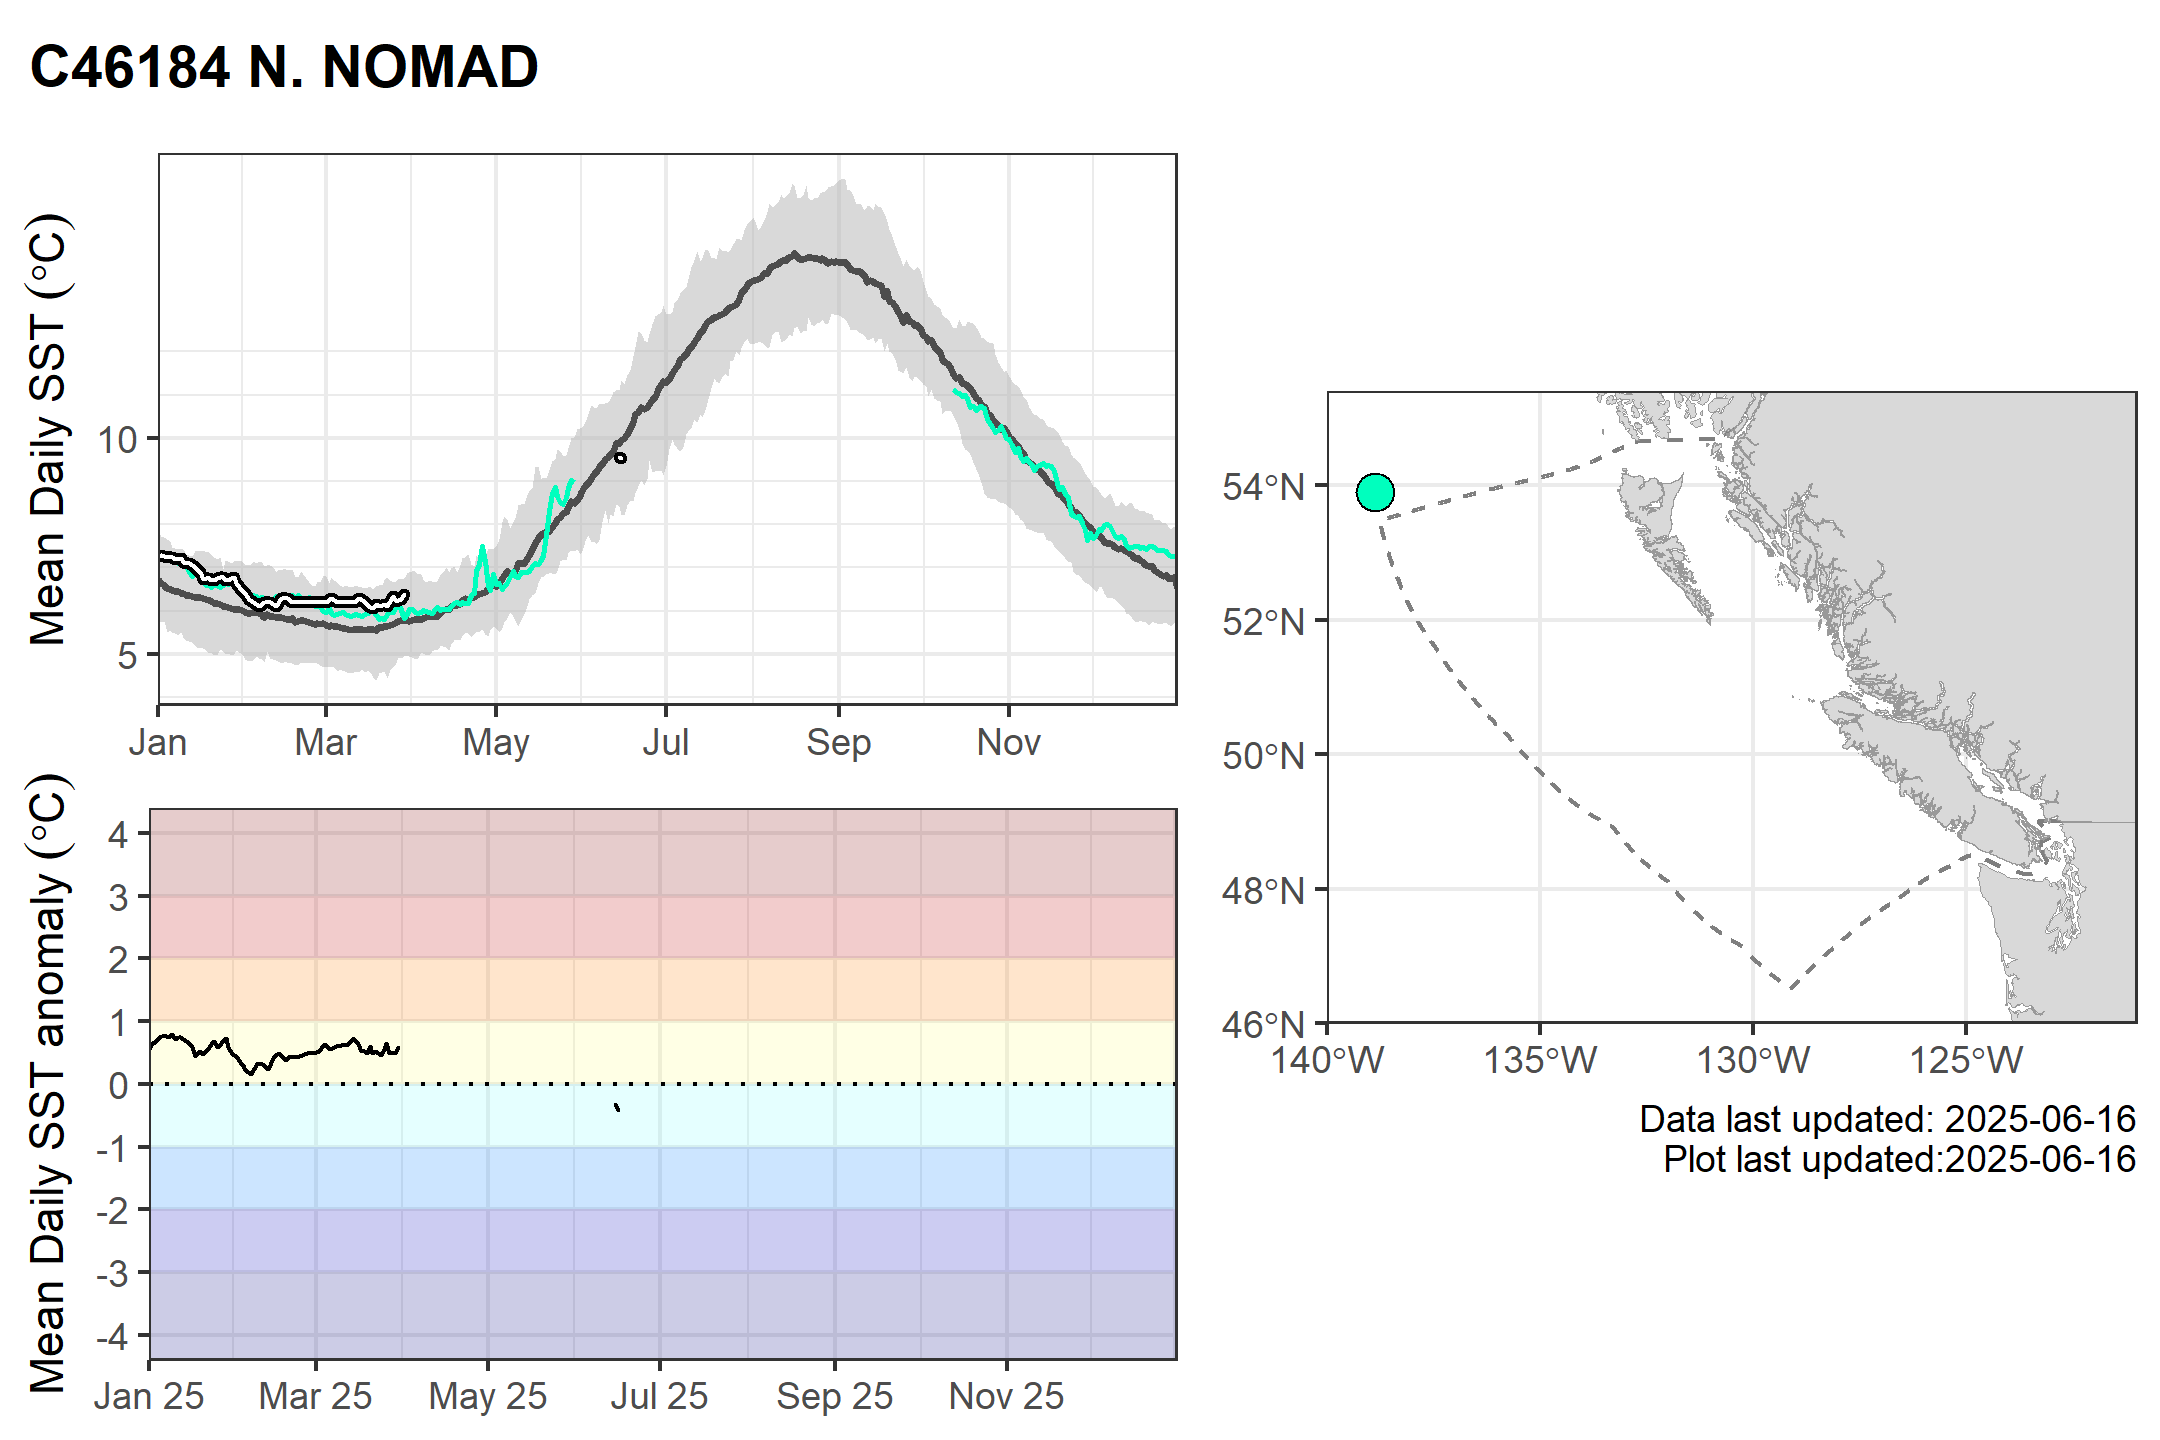 C46184 N. NOMAD
Mean Daily SST (°C)
10
5
Jan Mar May Jul Sep Nov
Mean Daily SST anomaly (°C)
4
3
2
1
0
-1
-2
-3
-4
Jan 25 Mar 25 May 25 Jul 25 Sep 25 Nov 25
54°N
52°N
50°N
48°N
46°N
140°W 135°W 130°W 125°W
Data last updated: 2025-06-16
Plot last updated:2025-06-16